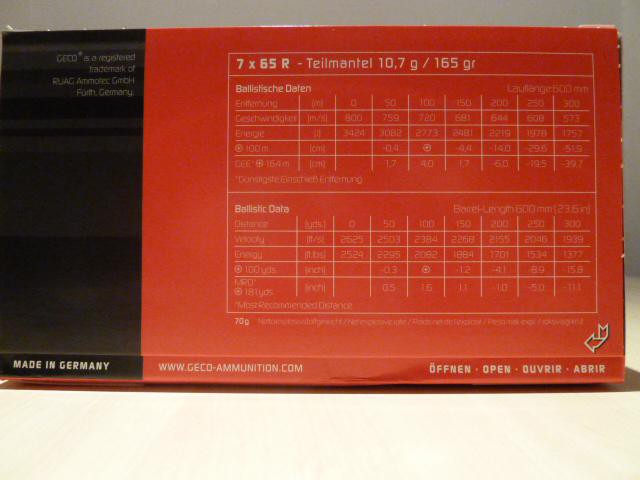 GECO® is a registered
trademark of
RUAG Ammotec GmbH
Fürth, Germany.
7 x 65 R - Teilmantel 10,7 g / 165 gr
Ballistische Daten Lauflänge 600 mm
Entfernung (m) 0 50 100 150 200 250 300
Geschwindigkeit (m/s) 800 759 720 681 644 608 573
Energie (J) 3424 3082 2773 2481 2219 1978 1757
⊕ 100 m (cm) -0,4 ⊕ -4,4 -14,0 -29,6 -51,9
GEE* ⊕ 164 m (cm) 1,7 4,0 1,7 -6,0 -19,5 -39,7
*Günstigste Einschieß Entfernung
Ballistic Data Barrel-Length 600 mm (23.6 in)
Distance (yds.) 0 50 100 150 200 250 300
Velocity (ft/s) 2625 2503 2384 2268 2155 2046 1939
Energy (ft.lbs) 2524 2295 2082 1884 1701 1534 1377
⊕ 100 yds. (inch) -0.3 ⊕ -1.2 -4.1 -8.9 -15.8
MRD*
⊕ 181 yds. (inch) 0.5 1.6 1.1 -1.0 -5.0 -11.1
*Most Recommended Distance
70g Nettoexplosivstoffgewicht / Net explosive / Poids net de l'explosif /
MADE IN GERMANY
WWW.GECO-AMMUNITION.COM
ÖFFNEN · OPEN · OUVRIR · ABRIR